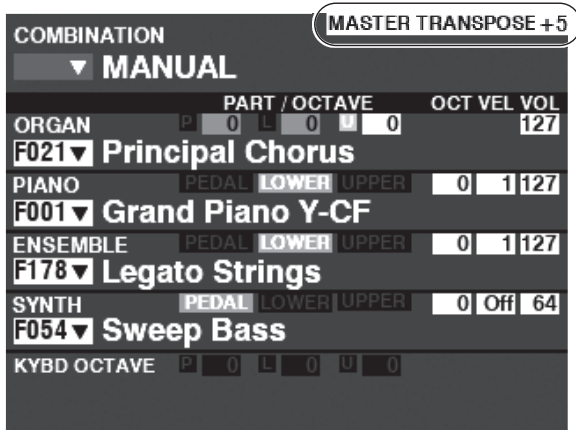 MASTER TRANSPOSE +5
COMBINATION
▼ MANUAL
PART / OCTAVE OCT VEL VOL
ORGAN P 0 L 0 U 0 127
F021▼ Principal Chorus
PIANO PEDAL LOWER UPPER 0 1 127
F001▼ Grand Piano Y-CF
ENSEMBLE PEDAL LOWER UPPER 0 1 127
F178▼ Legato Strings
SYNTH PEDAL LOWER UPPER 0 Off 64
F054▼ Sweep Bass
KYBD OCTAVE P 0 L 0 U 0